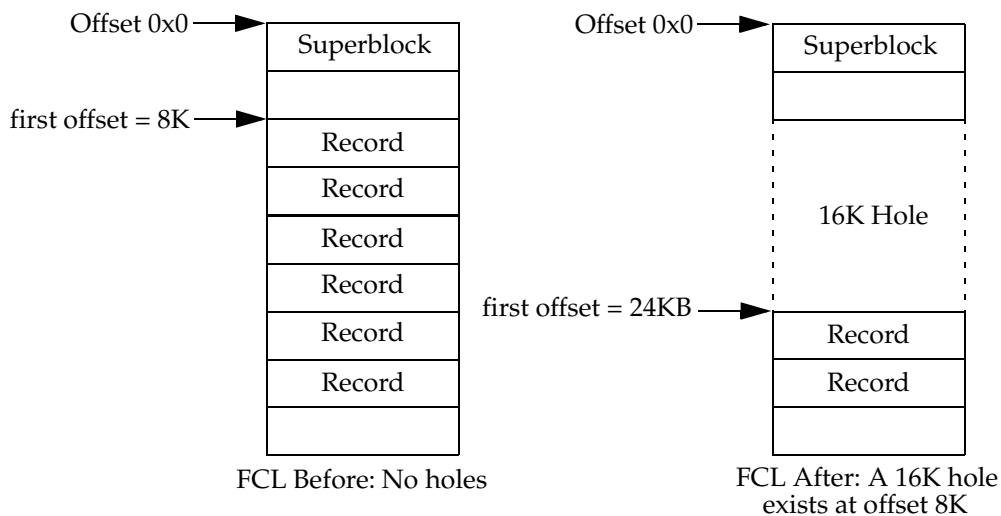 Offset 0x0
Superblock
first offset = 8K
Record
Record
Record
Record
Record
Record
FCL Before: No holes
Offset 0x0
Superblock
16K Hole
first offset = 24KB
Record
Record
FCL After: A 16K hole
exists at offset 8K